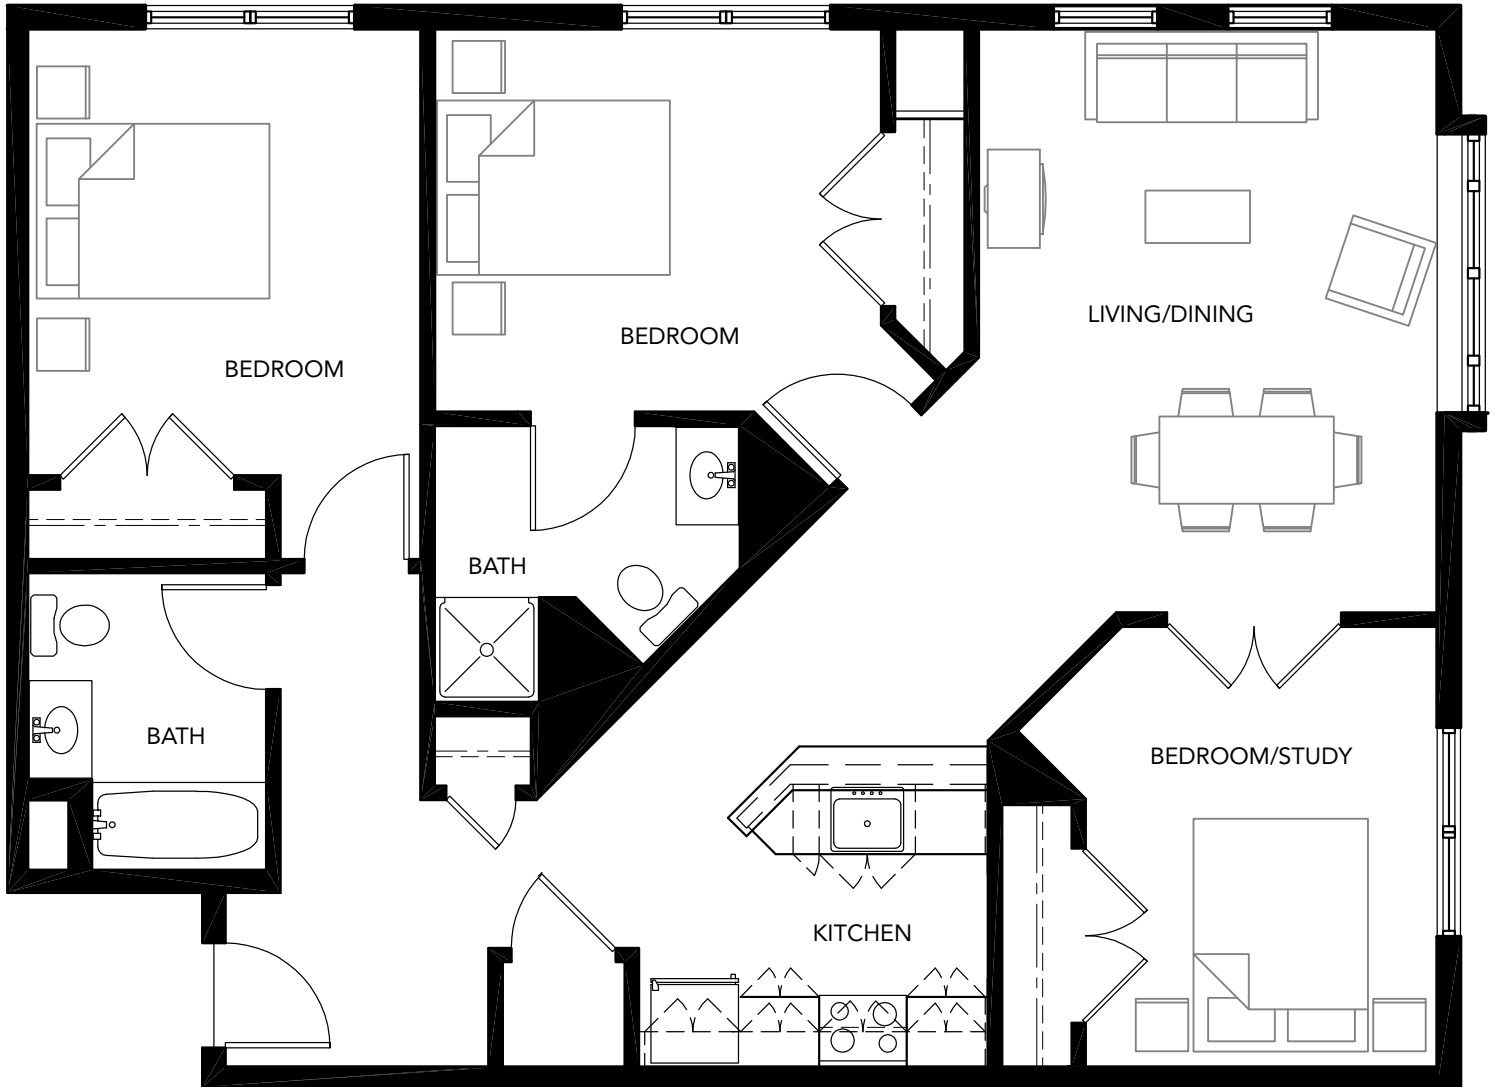 LIVING/DINING
BEDROOM
BEDROOM
BATH
BATH
BEDROOM/STUDY
KITCHEN